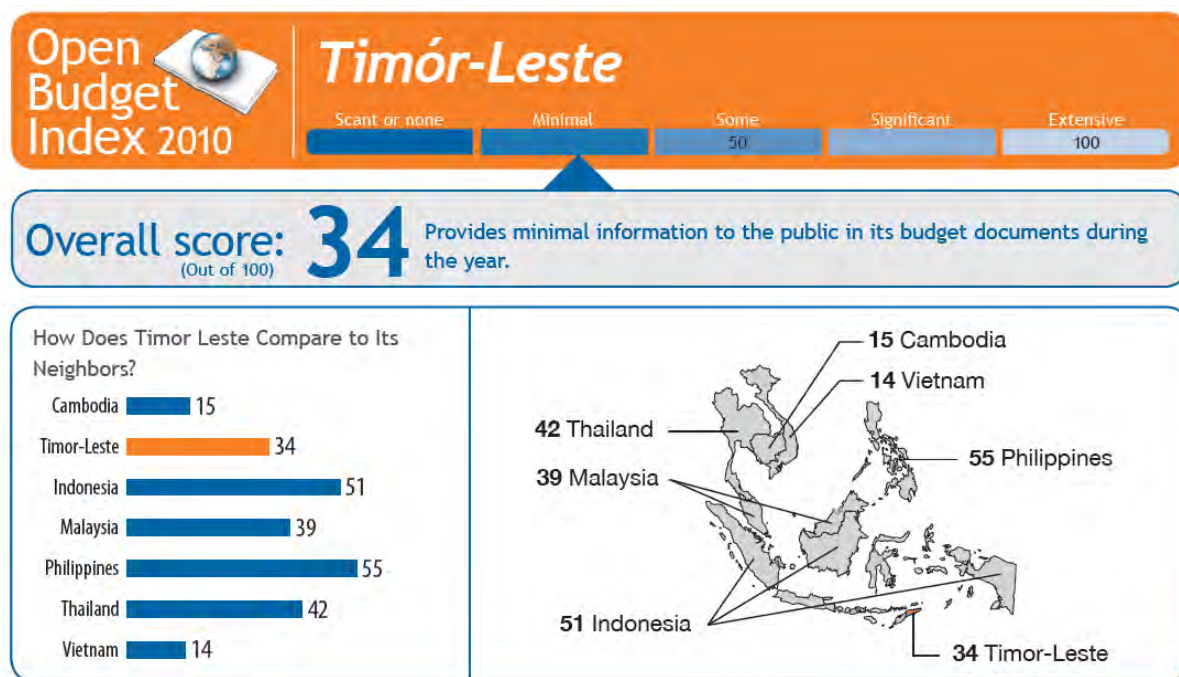 Open
Budget
Index 2010
Timór-Leste
Scant or none Minimal Some Significant Extensive
50 100
Overall score:
(Out of 100)
34
Provides minimal information to the public in its budget documents during
the year.
How Does Timor Leste Compare to Its
Neighbors?
Cambodia 15
Timor-Leste 34
Indonesia 51
Malaysia 39
Philippines 55
Thailand 42
Vietnam 14
15 Cambodia
14 Vietnam
42 Thailand
55 Philippines
39 Malaysia
51 Indonesia
34 Timor-Leste